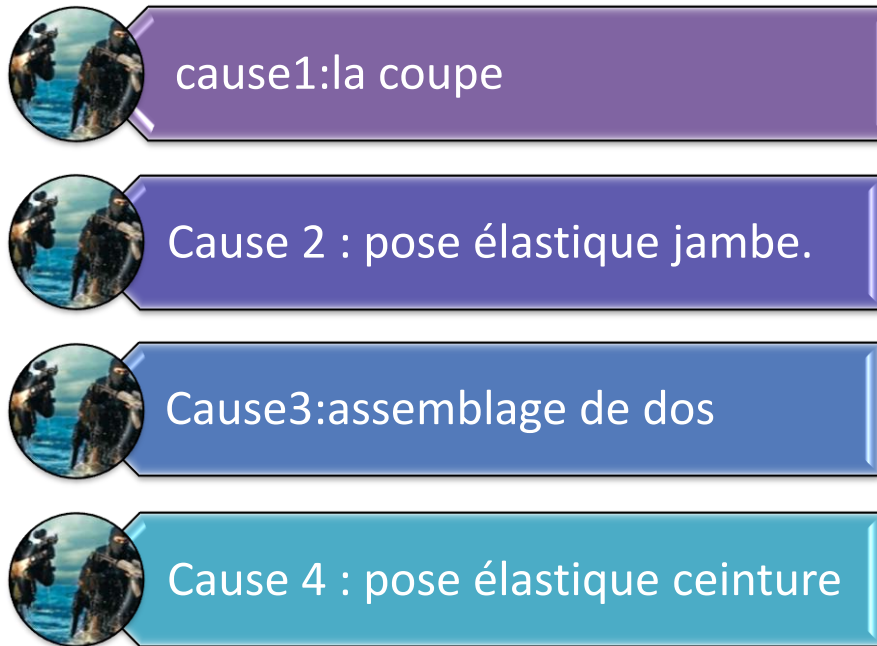 cause1:la coupe
Cause 2 : pose élastique jambe.
Cause3:assemblage de dos
Cause 4 : pose élastique ceinture